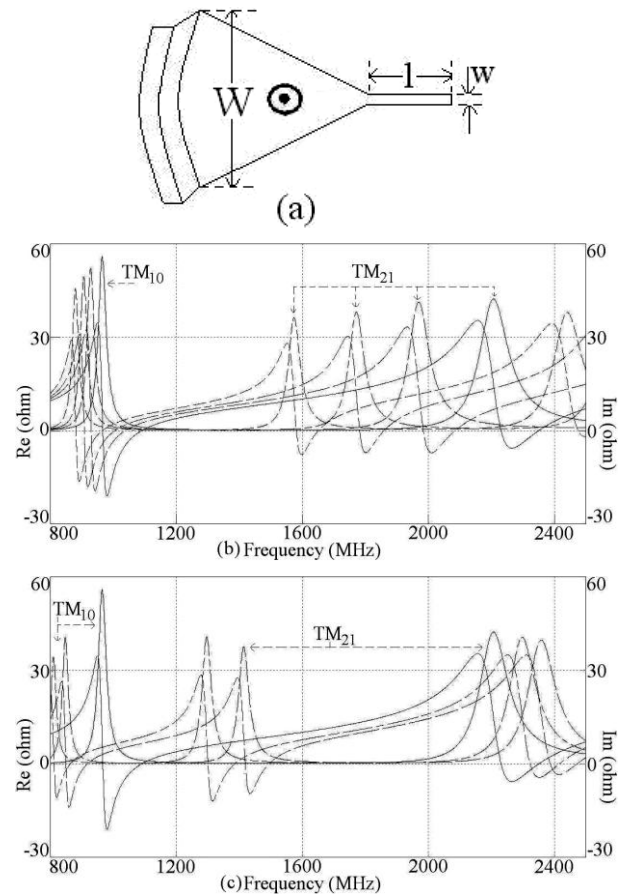 W
l
w
(a)
60
30
0
-30
Re (ohm)
TM10
TM21
60
30
0
-30
Im (ohm)
800
1200
1600
2000
2400
(b) Frequency (MHz)
60
30
0
-30
Re (ohm)
TM10
TM21
60
30
0
-30
Im (ohm)
800
1200
1600
2000
2400
(c) Frequency (MHz)